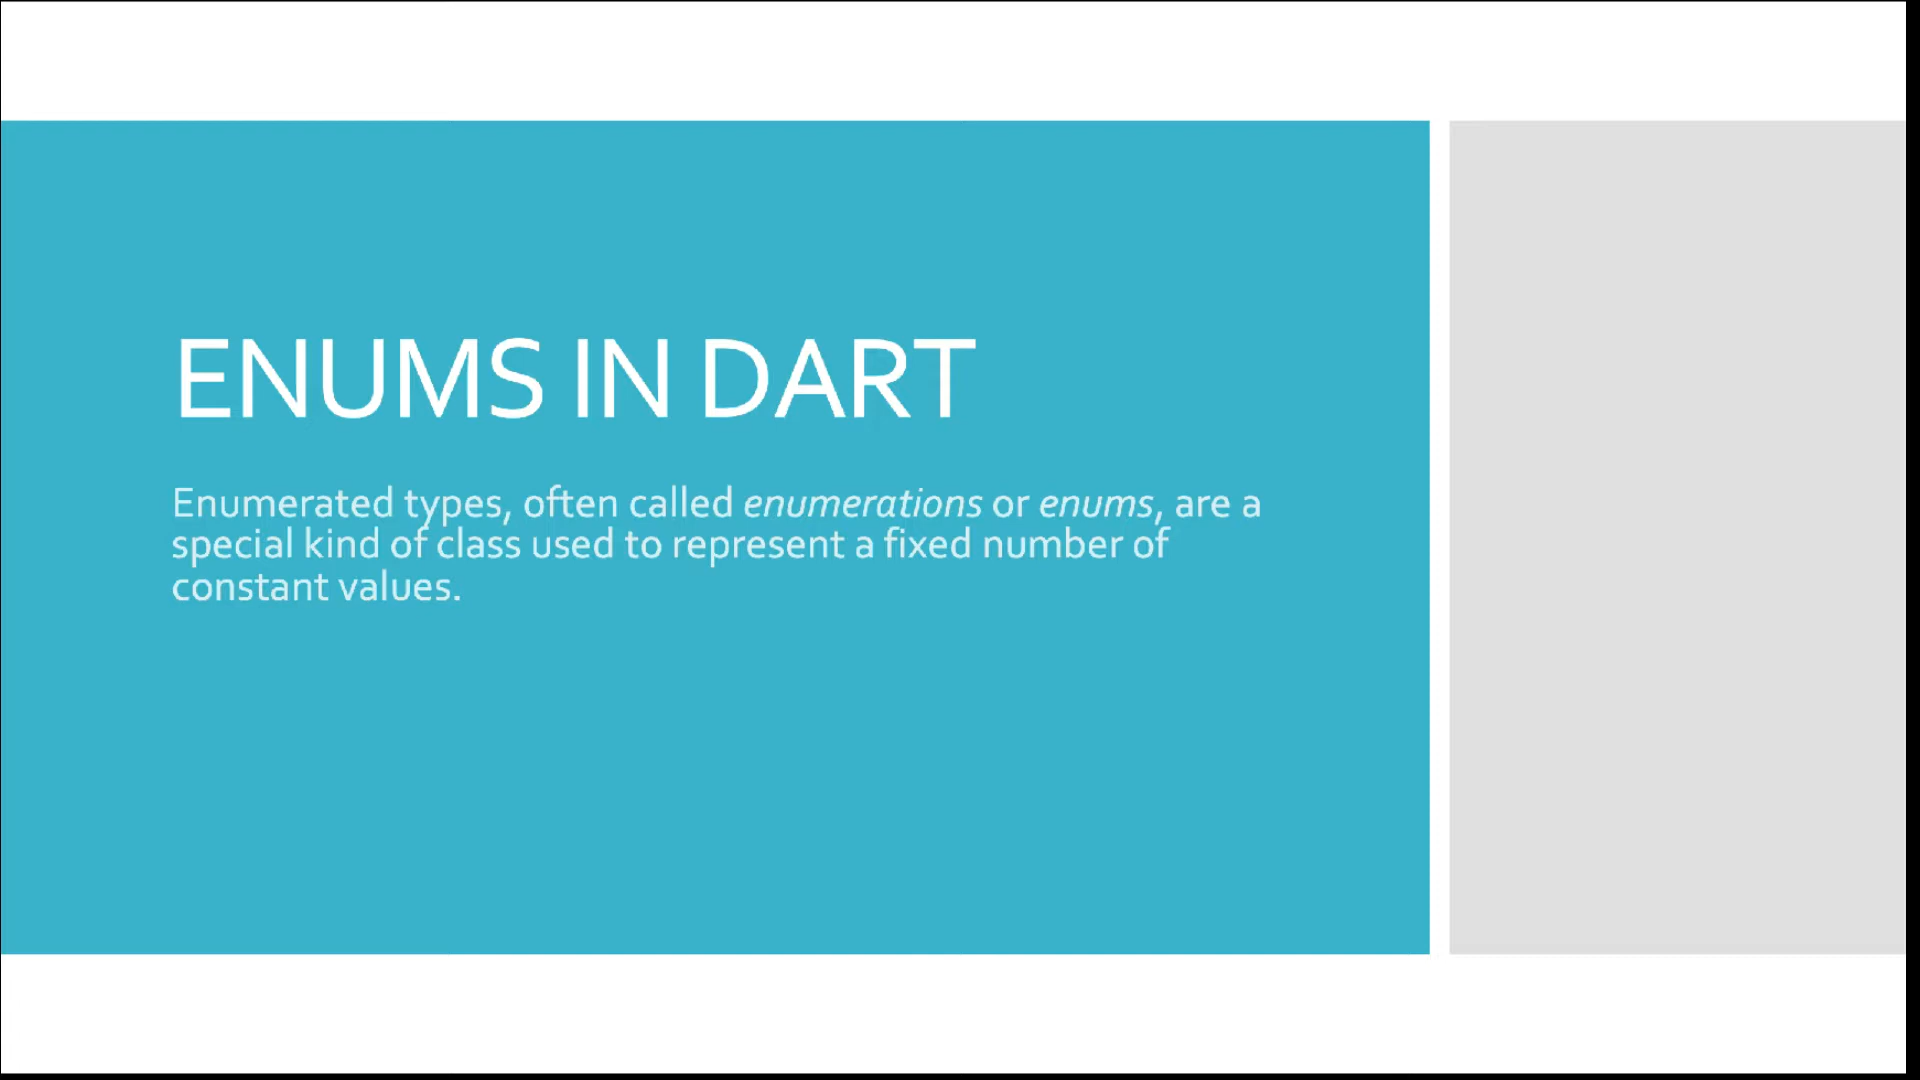 ENUMS IN DART
Enumerated types, often called enumerations or enums, are a
special kind of class used to represent a fixed number of
constant values.